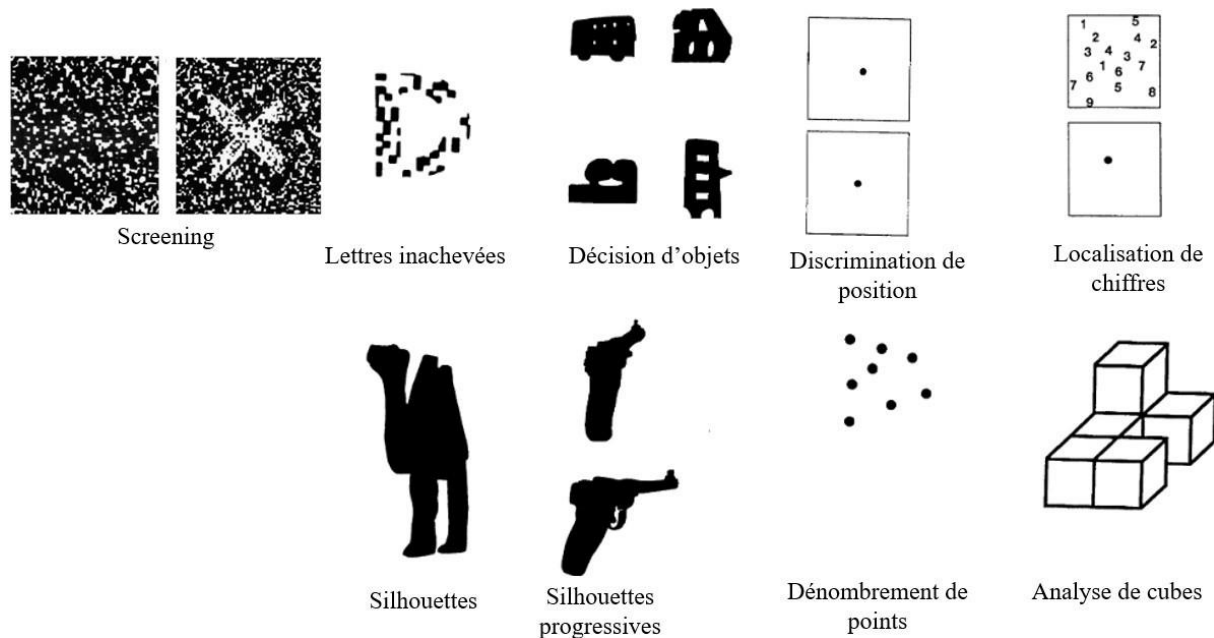 1 5
2 4
3 4 2
3
1 7
6 6
7 5 8
9
Screening
Lettres inachevées
Décision d’objets
Discrimination de
position
Localisation de
chiffres
Silhouettes
Silhouettes
progressives
Dénombrement de
points
Analyse de cubes